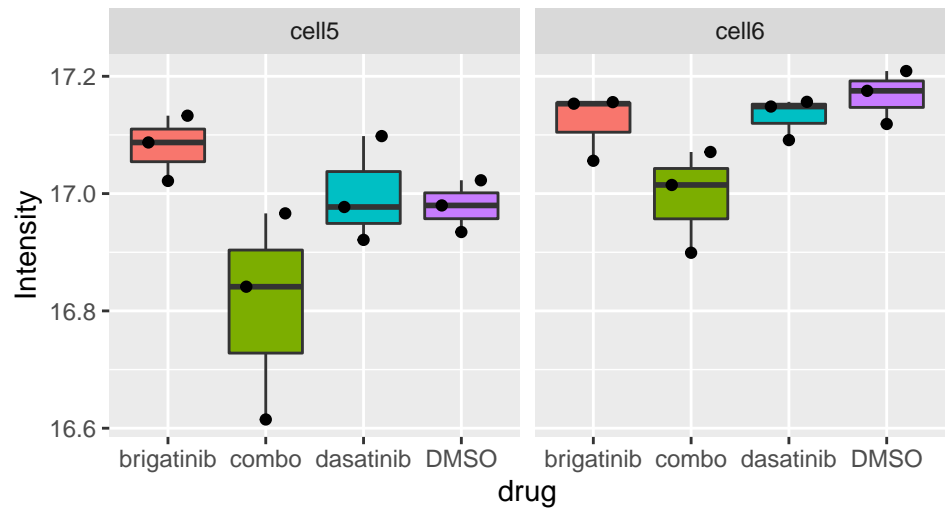 cell5 cell6
Intensity
17.2
17.0
16.8
16.6
brigatinib combo dasatinib DMSO brigatinib combo dasatinib DMSO
drug